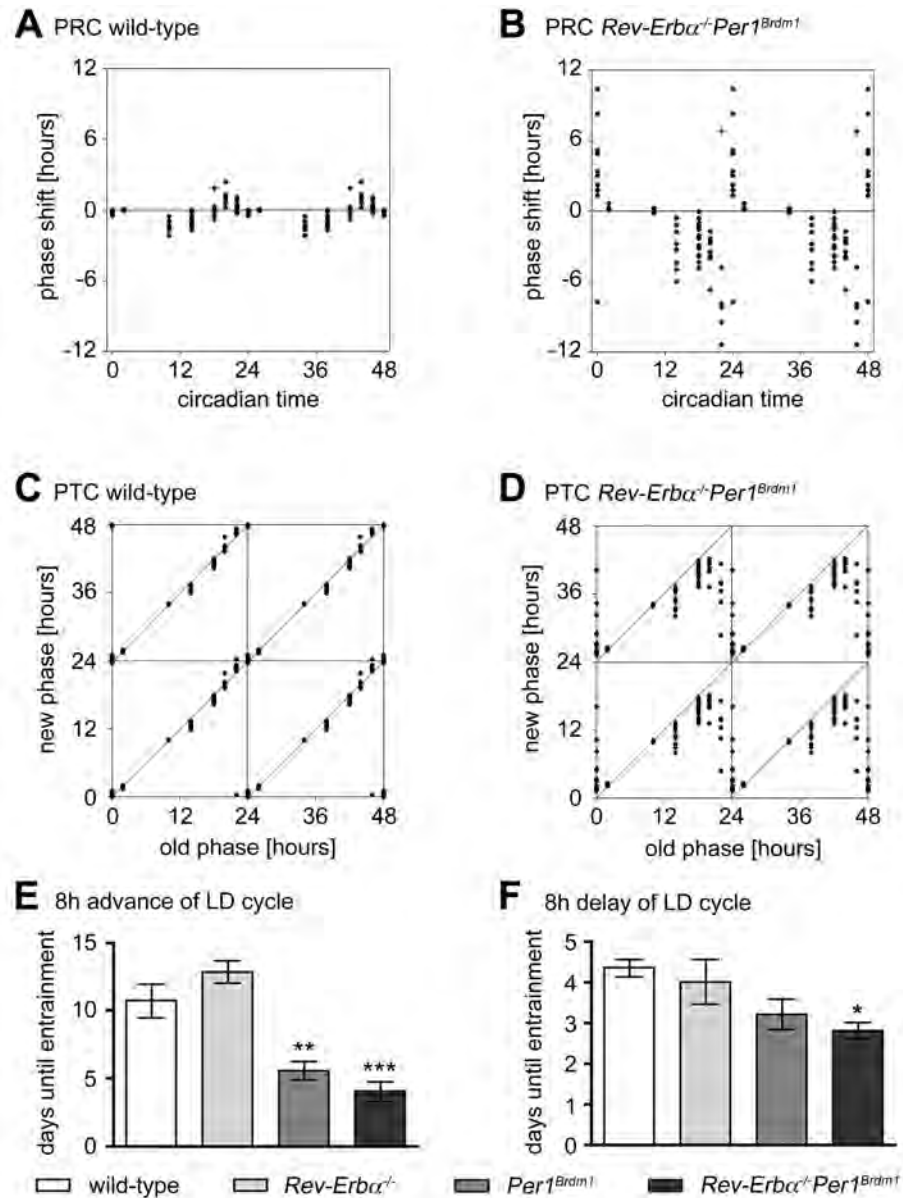 A PRC wild-type
12
6
0
-6
-12
phase shift [hours]
0 12 24 36 48
circadian time
B PRC Rev-Erbα-/-Per1Brdm1
12
6
0
-6
-12
phase shift [hours]
0 12 24 36 48
circadian time
C PTC wild-type
48
36
24
12
0
new phase [hours]
0 12 24 36 48
old phase [hours]
D PTC Rev-Erbα-/-Per1Brdm1
48
36
24
12
0
new phase [hours]
0 12 24 36 48
old phase [hours]
E 8h advance of LD cycle
15
10
5
0
days until entrainment
**
***
F 8h delay of LD cycle
5
4
3
2
1
0
days until entrainment
*
wild-type Rev-Erbα-/- Per1Brdm1 Rev-Erbα-/-Per1Brdm1